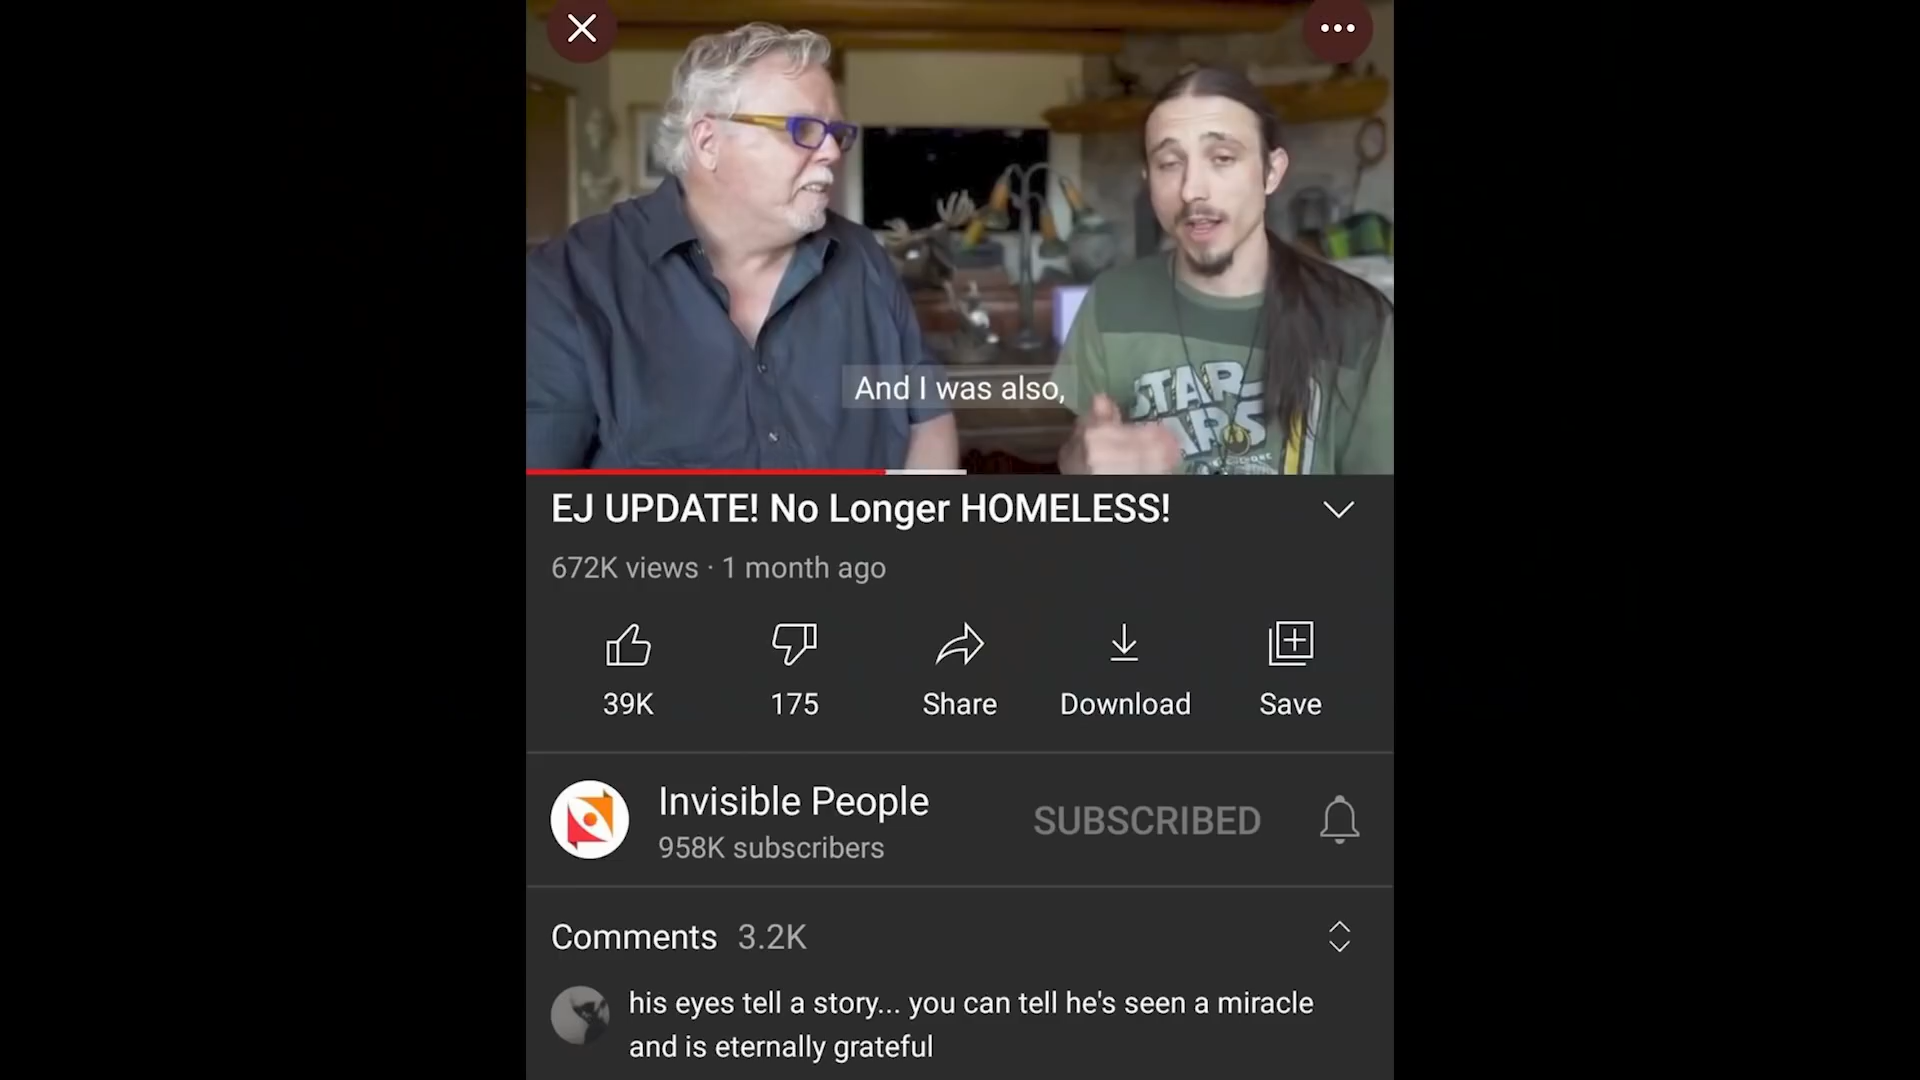 STAR
WARS
And I was also,
EJ UPDATE! No Longer HOMELESS!
672K views · 1 month ago
39K
175
Share
Download
Save
Invisible People
958K subscribers
SUBSCRIBED
Comments 3.2K
his eyes tell a story... you can tell he's seen a miracle
and is eternally grateful